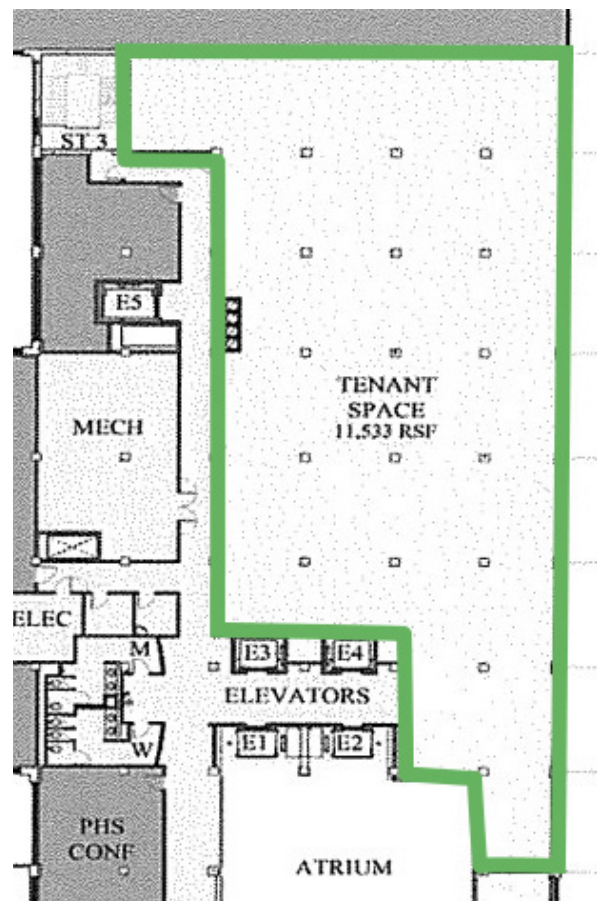 ST 3
E5
TENANT
SPACE
11,533 RSF
MECH
ELEC
M
E3
E4
ELEVATORS
W
E1
E2
PHS
CONF
ATRIUM